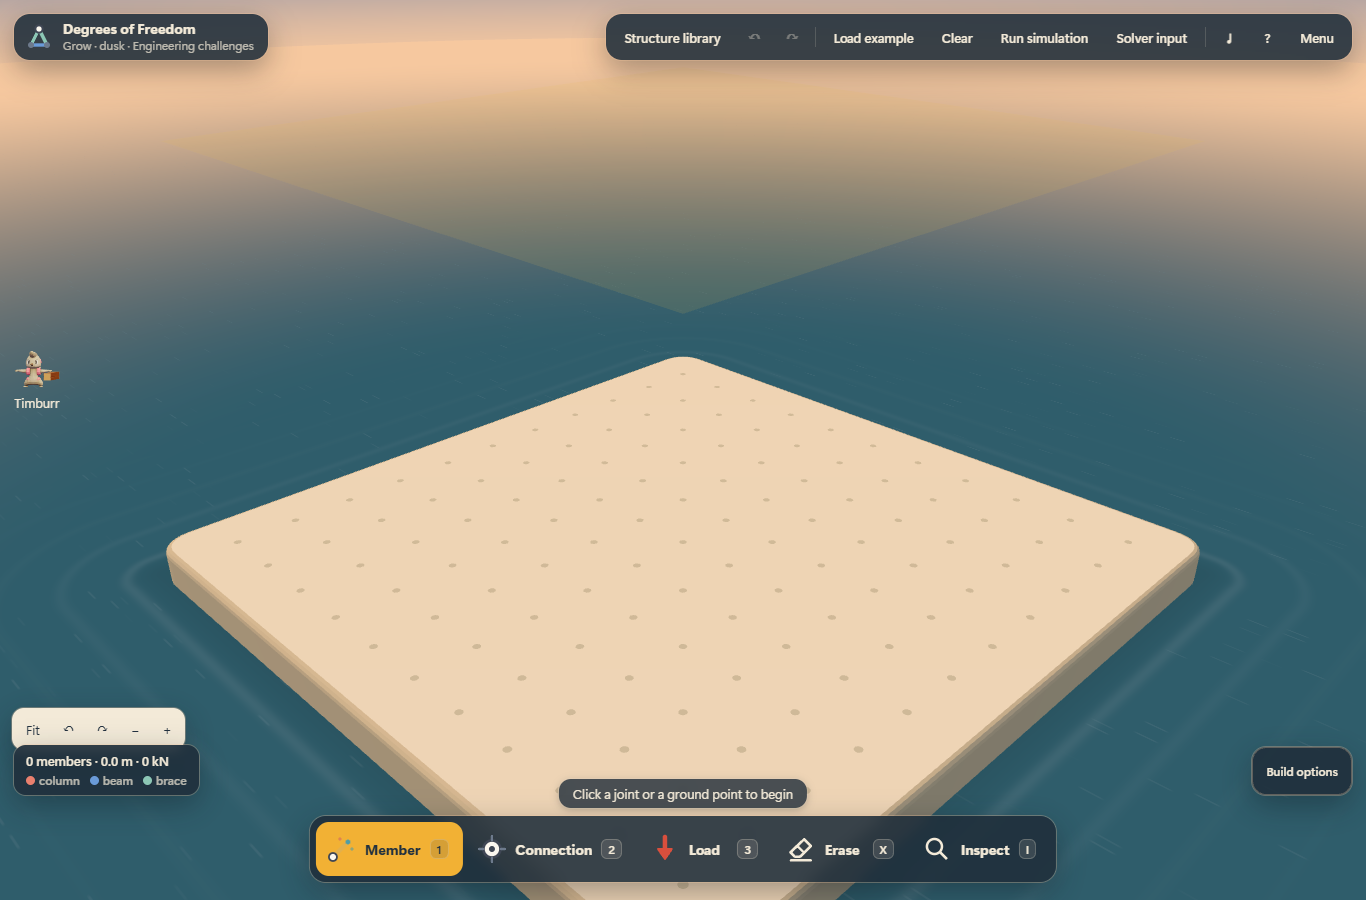 Degrees of Freedom
Grow · dusk · Engineering challenges
Structure library
Load example
Clear
Run simulation
Solver input
?
Menu
Timburr
Fit
−
+
0 members · 0.0 m · 0 kN
column
beam
brace
Build options
Click a joint or a ground point to begin
Member 1
Connection 2
Load 3
Erase X
Inspect I